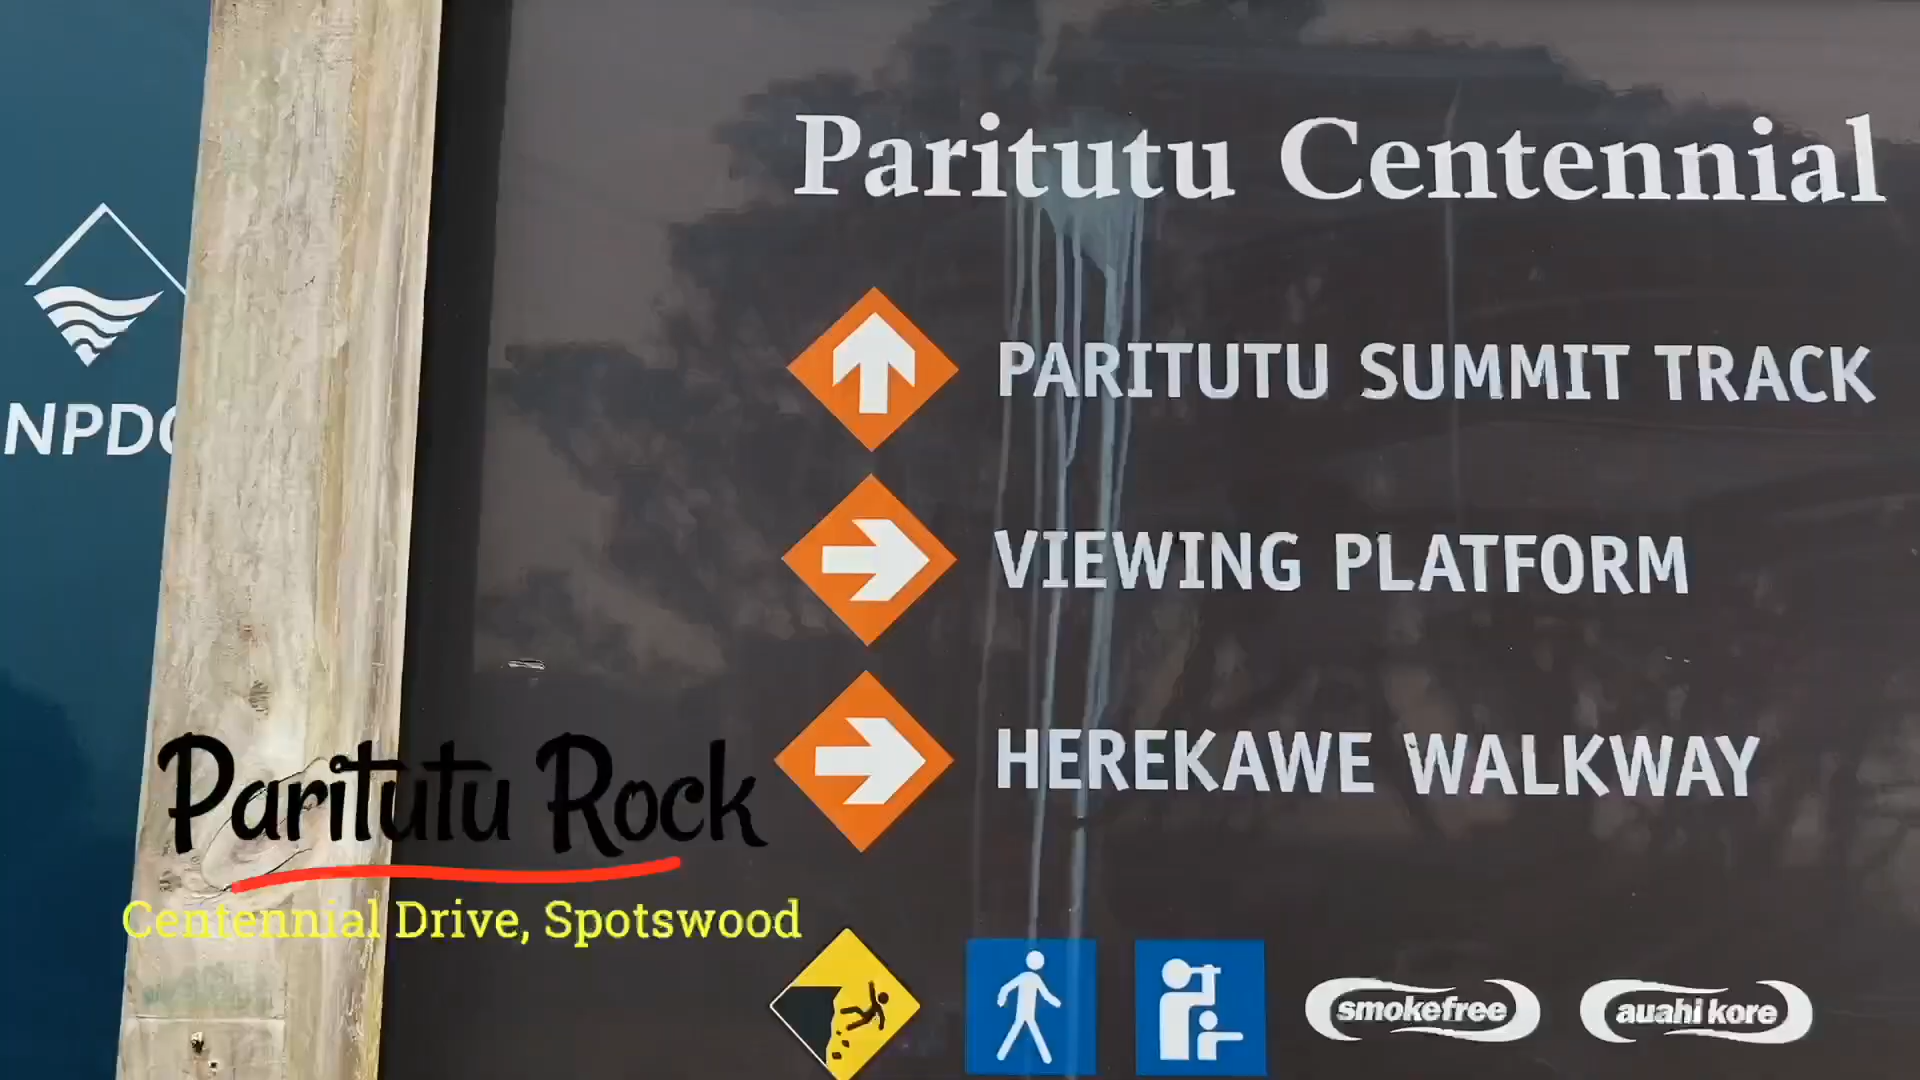 Paritutu Centennial
PARITUTU SUMMIT TRACK
NPDC
VIEWING PLATFORM
HEREKAWE WALKWAY
Paritutu Rock
Centennial Drive, Spotswood
smokefree
auahi kore